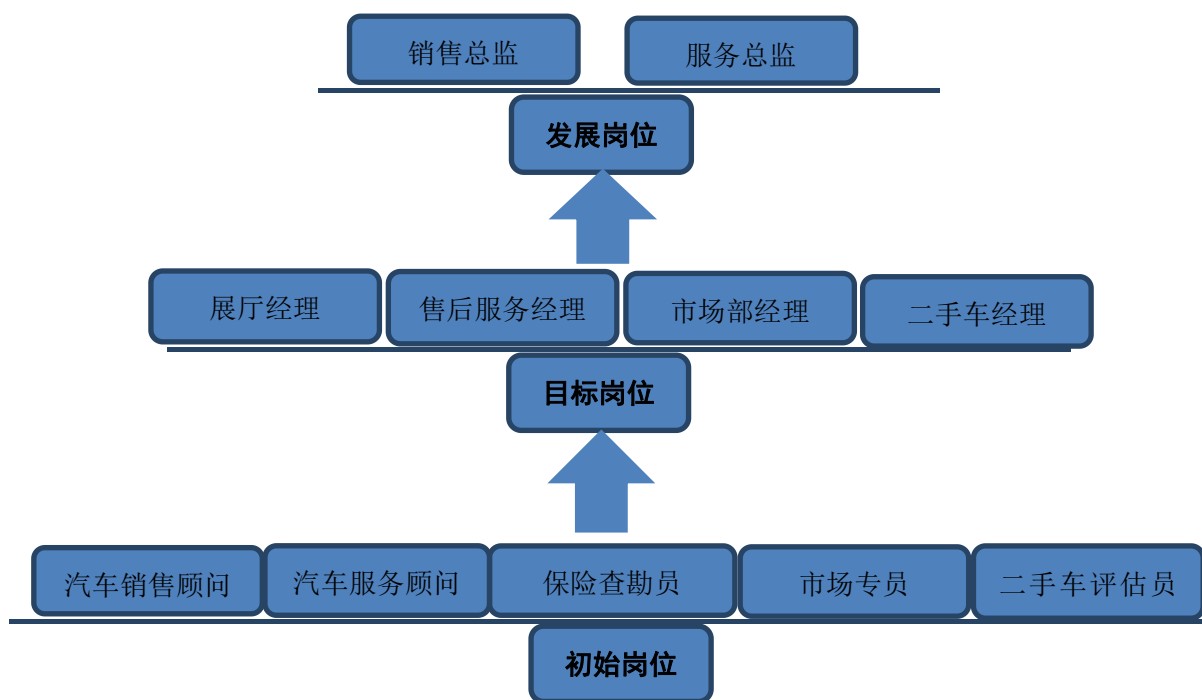 销售总监
服务总监
发展岗位
展厅经理
售后服务经理
市场部经理
二手车经理
目标岗位
汽车销售顾问
汽车服务顾问
保险查勘员
市场专员
二手车评估员
初始岗位